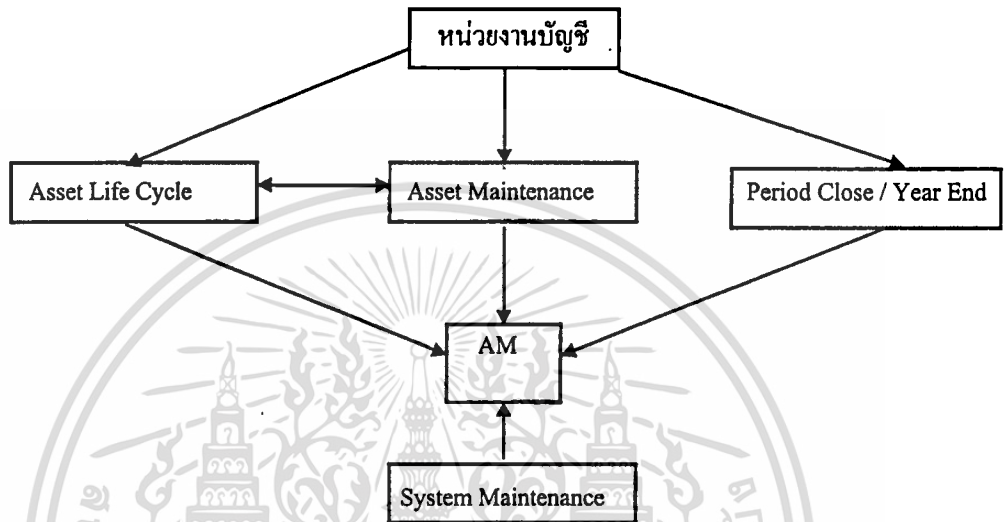 หน่วยงานบัญชี
Asset Life Cycle
Asset Maintenance
Period Close / Year End
AM
System Maintenance